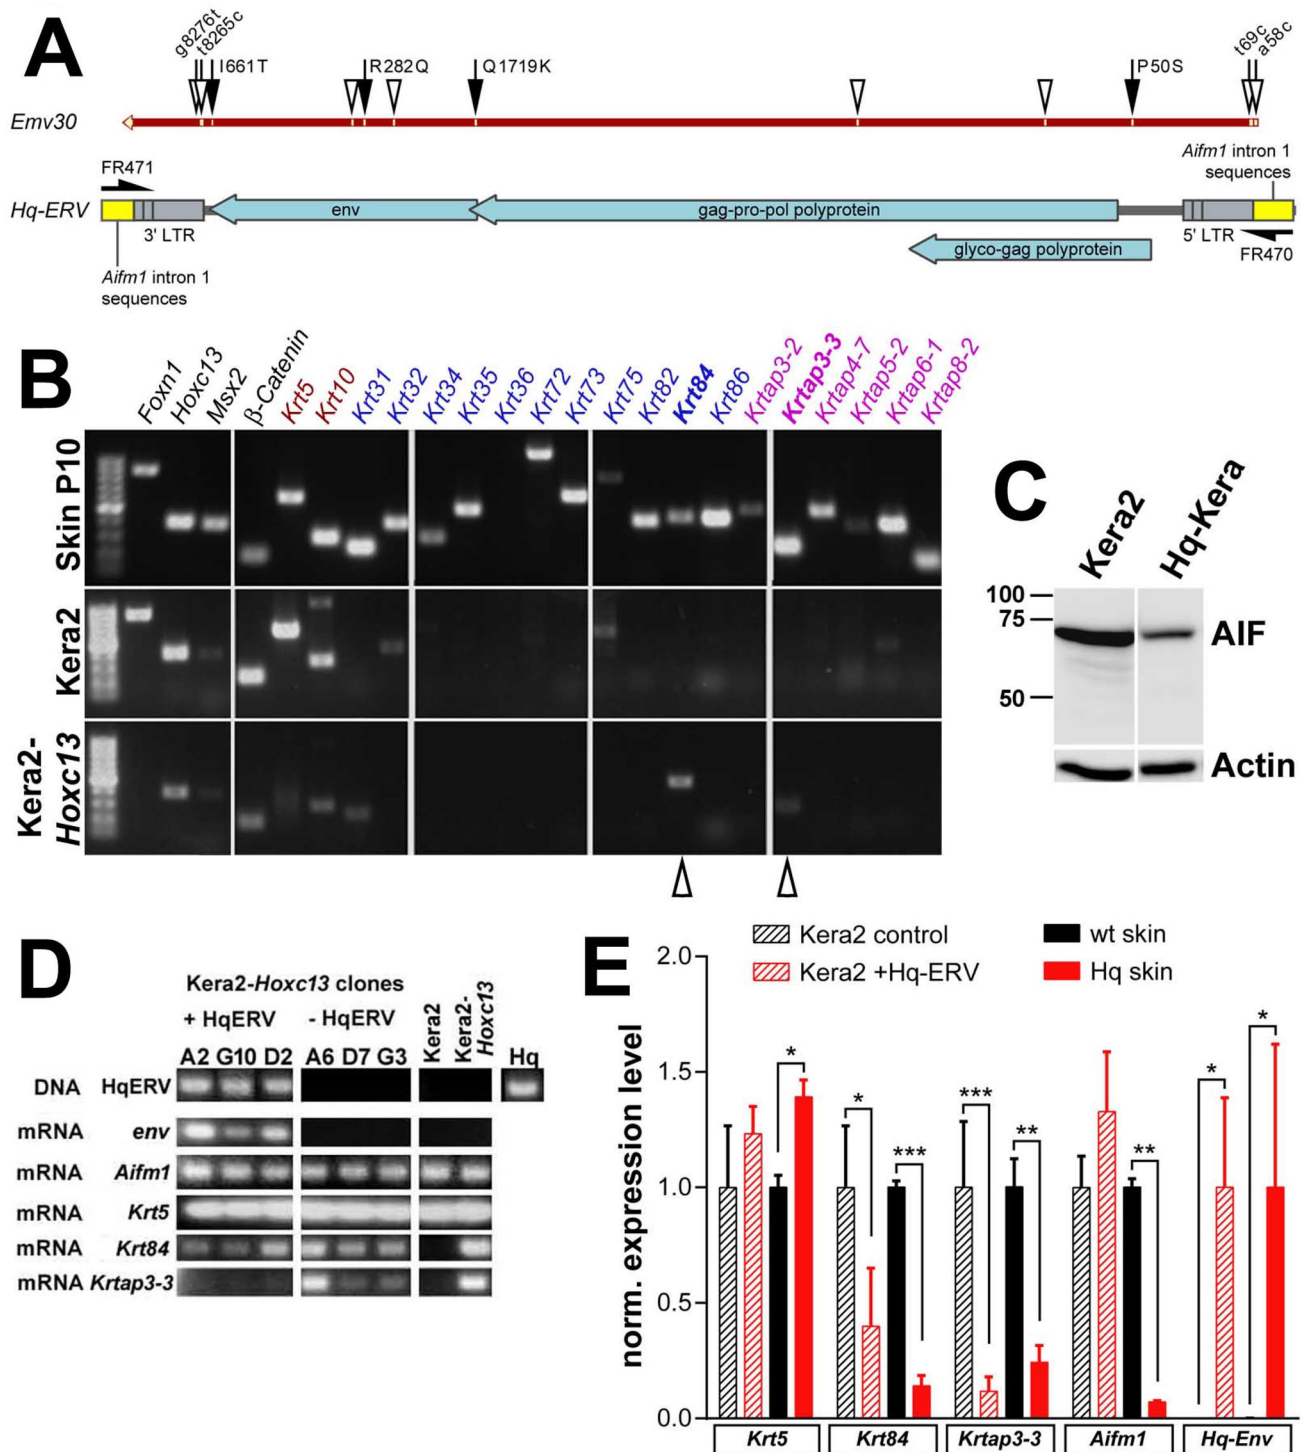 A
g8276t
t8265c
I661T
R282Q
Q1719K
P50S
t69c
a58c
Emv30
FR471
Aifm1 intron 1
sequences
Hq-ERV
env
gag-pro-pol polyprotein
3' LTR
5' LTR
glyco-gag polyprotein
FR470
Aifm1 intron 1
sequences
B
Foxn1
Hoxc13
Msx2
β-Catenin
Krt5
Krt10
Krt31
Krt32
Krt34
Krt35
Krt36
Krt72
Krt73
Krt75
Krt82
Krt84
Krt86
Krtap3-2
Krtap3-3
Krtap4-7
Krtap5-2
Krtap6-1
Krtap8-2
Skin P10
Kera2
Kera2-
Hoxc13
C
Kera2
Hq-Kera
100
75
50
AIF
Actin
D
Kera2-Hoxc13 clones
+ HqERV
- HqERV
Kera2
Kera2-
Hoxc13
A2 G10 D2 A6 D7 G3 Hq
DNA HqERV
mRNA env
mRNA Aifm1
mRNA Krt5
mRNA Krt84
mRNA Krtap3-3
E
Kera2 control
Kera2 +Hq-ERV
wt skin
Hq skin
norm. expression level
2.0
1.5
1.0
0.5
0.0
*
*
***
***
**
**
*
*
Krt5
Krt84
Krtap3-3
Aifm1
Hq-Env